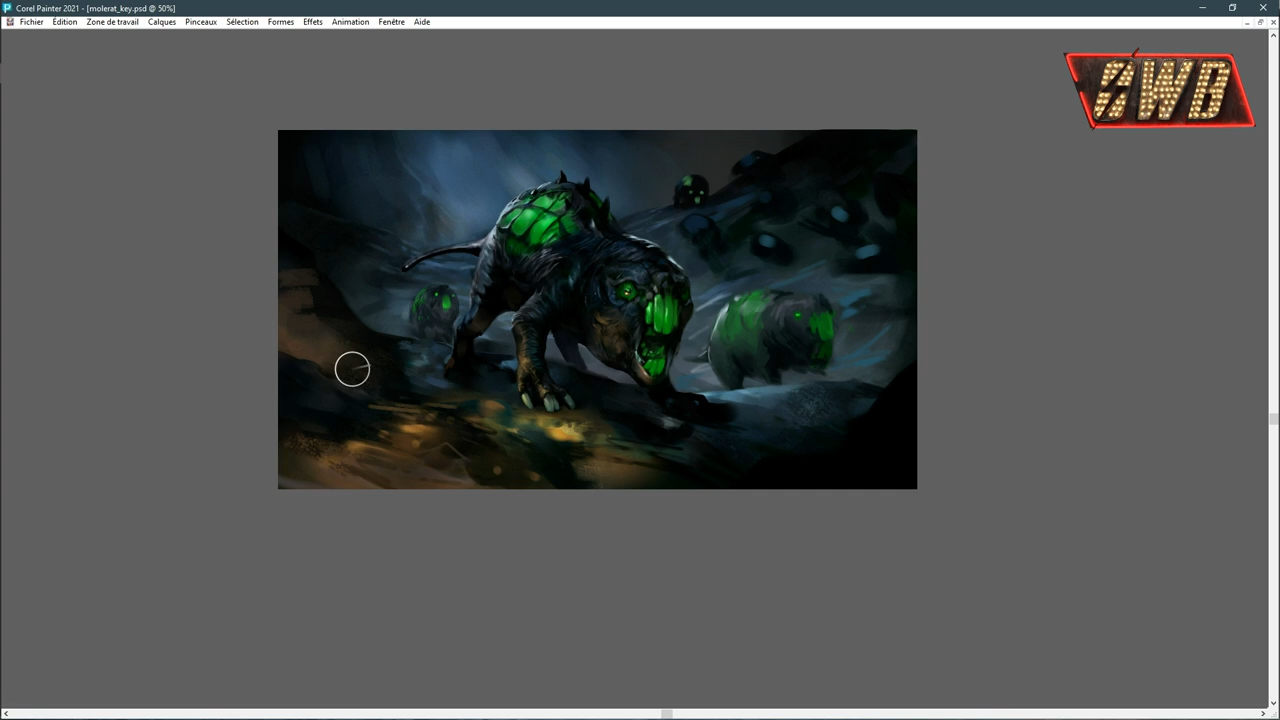 Corel Painter 2021 - [molerat_key.psd @ 50%]
Fichier Édition Zone de travail Calques Pinceaux Sélection Formes Effets Animation Fenêtre Aide